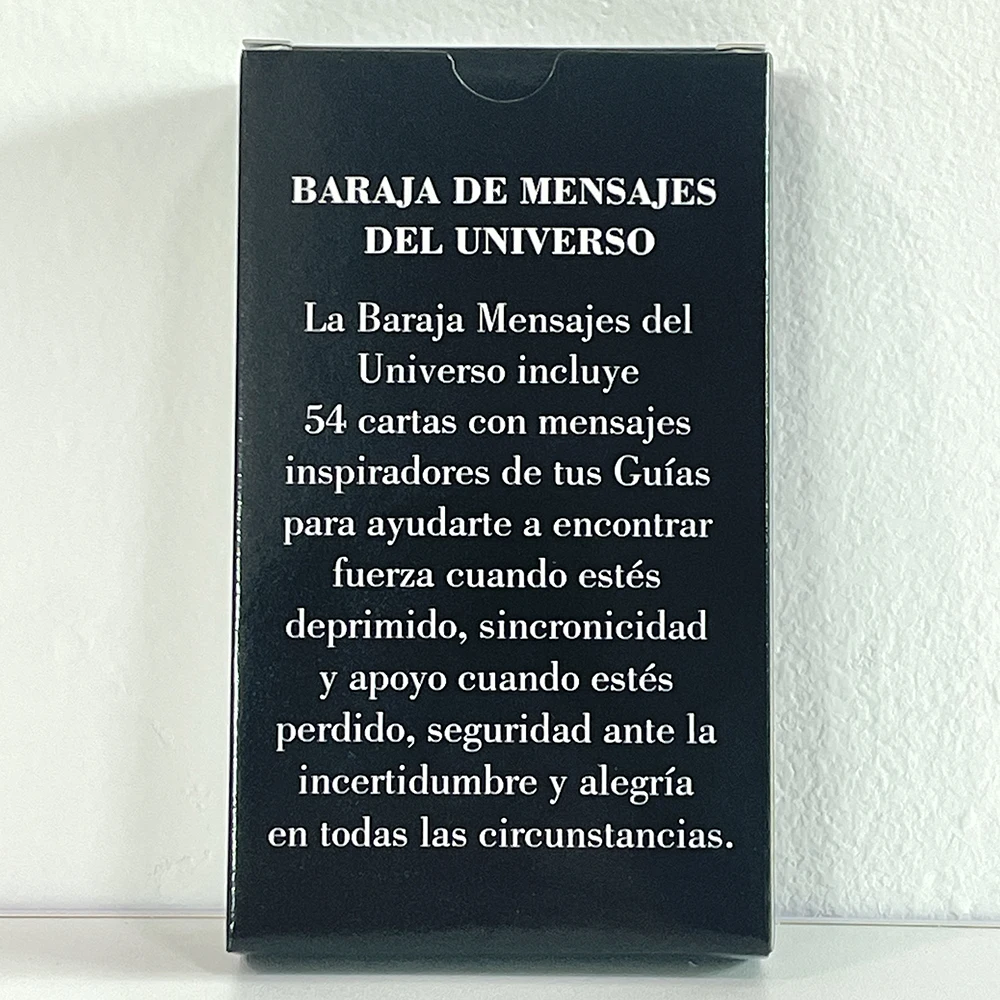 BARAJA DE MENSAJES
DEL UNIVERSO
La Baraja Mensajes del
Universo incluye
54 cartas con mensajes
inspiradores de tus Guías
para ayudarte a encontrar
fuerza cuando estés
deprimido, sincronicidad
y apoyo cuando estés
perdido, seguridad ante la
incertidumbre y alegría
en todas las circunstancias.